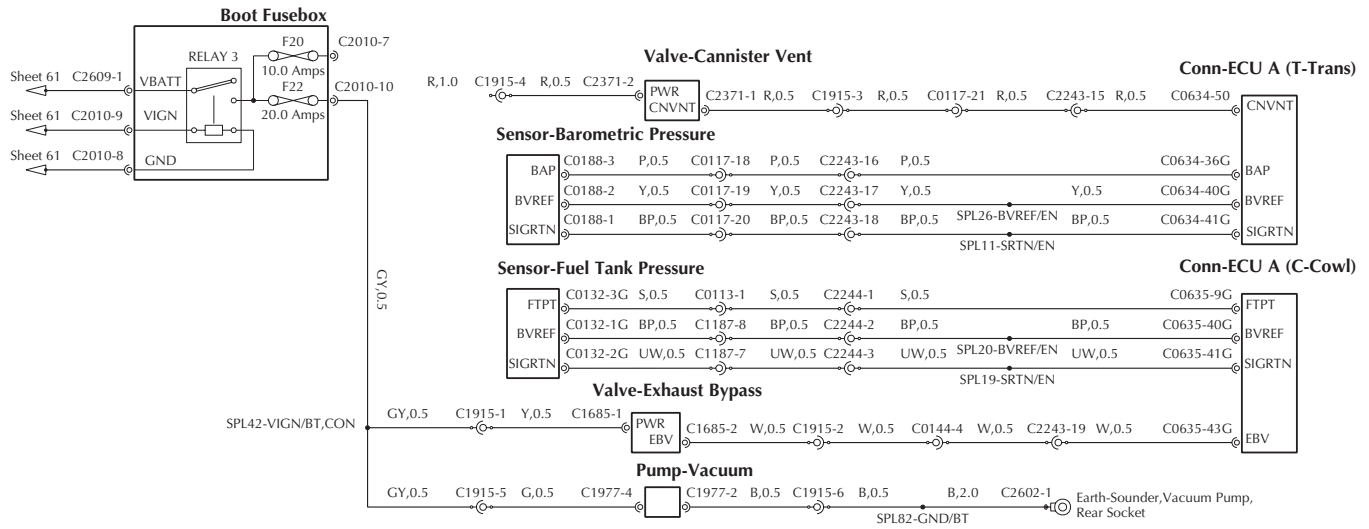 Boot Fusebox
F20 C2010-7
RELAY 3
10.0 Amps
Sheet 61 C2609-1 VBATT F22 C2010-10
20.0 Amps
Sheet 61 C2010-9 VIGN
Sheet 61 C2010-8 GND
GY,0.5
Valve-Cannister Vent
Conn-ECU A (T-Trans)
R,1.0 C1915-4 R,0.5 C2371-2 PWR
CNVNT C2371-1 R,0.5 C1915-3 R,0.5 C0117-21 R,0.5 C2243-15 R,0.5 C0634-50 CNVNT
Sensor-Barometric Pressure
BAP C0188-3 P,0.5 C0117-18 P,0.5 C2243-16 P,0.5 C0634-36G BAP
BVREF C0188-2 Y,0.5 C0117-19 Y,0.5 C2243-17 Y,0.5 SPL26-BVREF/EN Y,0.5 C0634-40G BVREF
SIGRTN C0188-1 BP,0.5 C0117-20 BP,0.5 C2243-18 BP,0.5 SPL11-SRTN/EN BP,0.5 C0634-41G SIGRTN
Sensor-Fuel Tank Pressure
Conn-ECU A (C-Cowl)
FTPT C0132-3G S,0.5 C0113-1 S,0.5 C2244-1 S,0.5 C0635-9G FTPT
BVREF C0132-1G BP,0.5 C1187-8 BP,0.5 C2244-2 BP,0.5 SPL20-BVREF/EN BP,0.5 C0635-40G BVREF
SIGRTN C0132-2G UW,0.5 C1187-7 UW,0.5 C2244-3 UW,0.5 SPL19-SRTN/EN UW,0.5 C0635-41G SIGRTN
Valve-Exhaust Bypass
SPL42-VIGN/BT,CON GY,0.5 C1915-1 Y,0.5 C1685-1 PWR
EBV C1685-2 W,0.5 C1915-2 W,0.5 C0144-4 W,0.5 C2243-19 W,0.5 C0635-43G EBV
Pump-Vacuum
GY,0.5 C1915-5 G,0.5 C1977-4 C1977-2 B,0.5 C1915-6 B,0.5 SPL82-GND/BT B,2.0 C2602-1 Earth-Sounder,Vacuum Pump,
Rear Socket